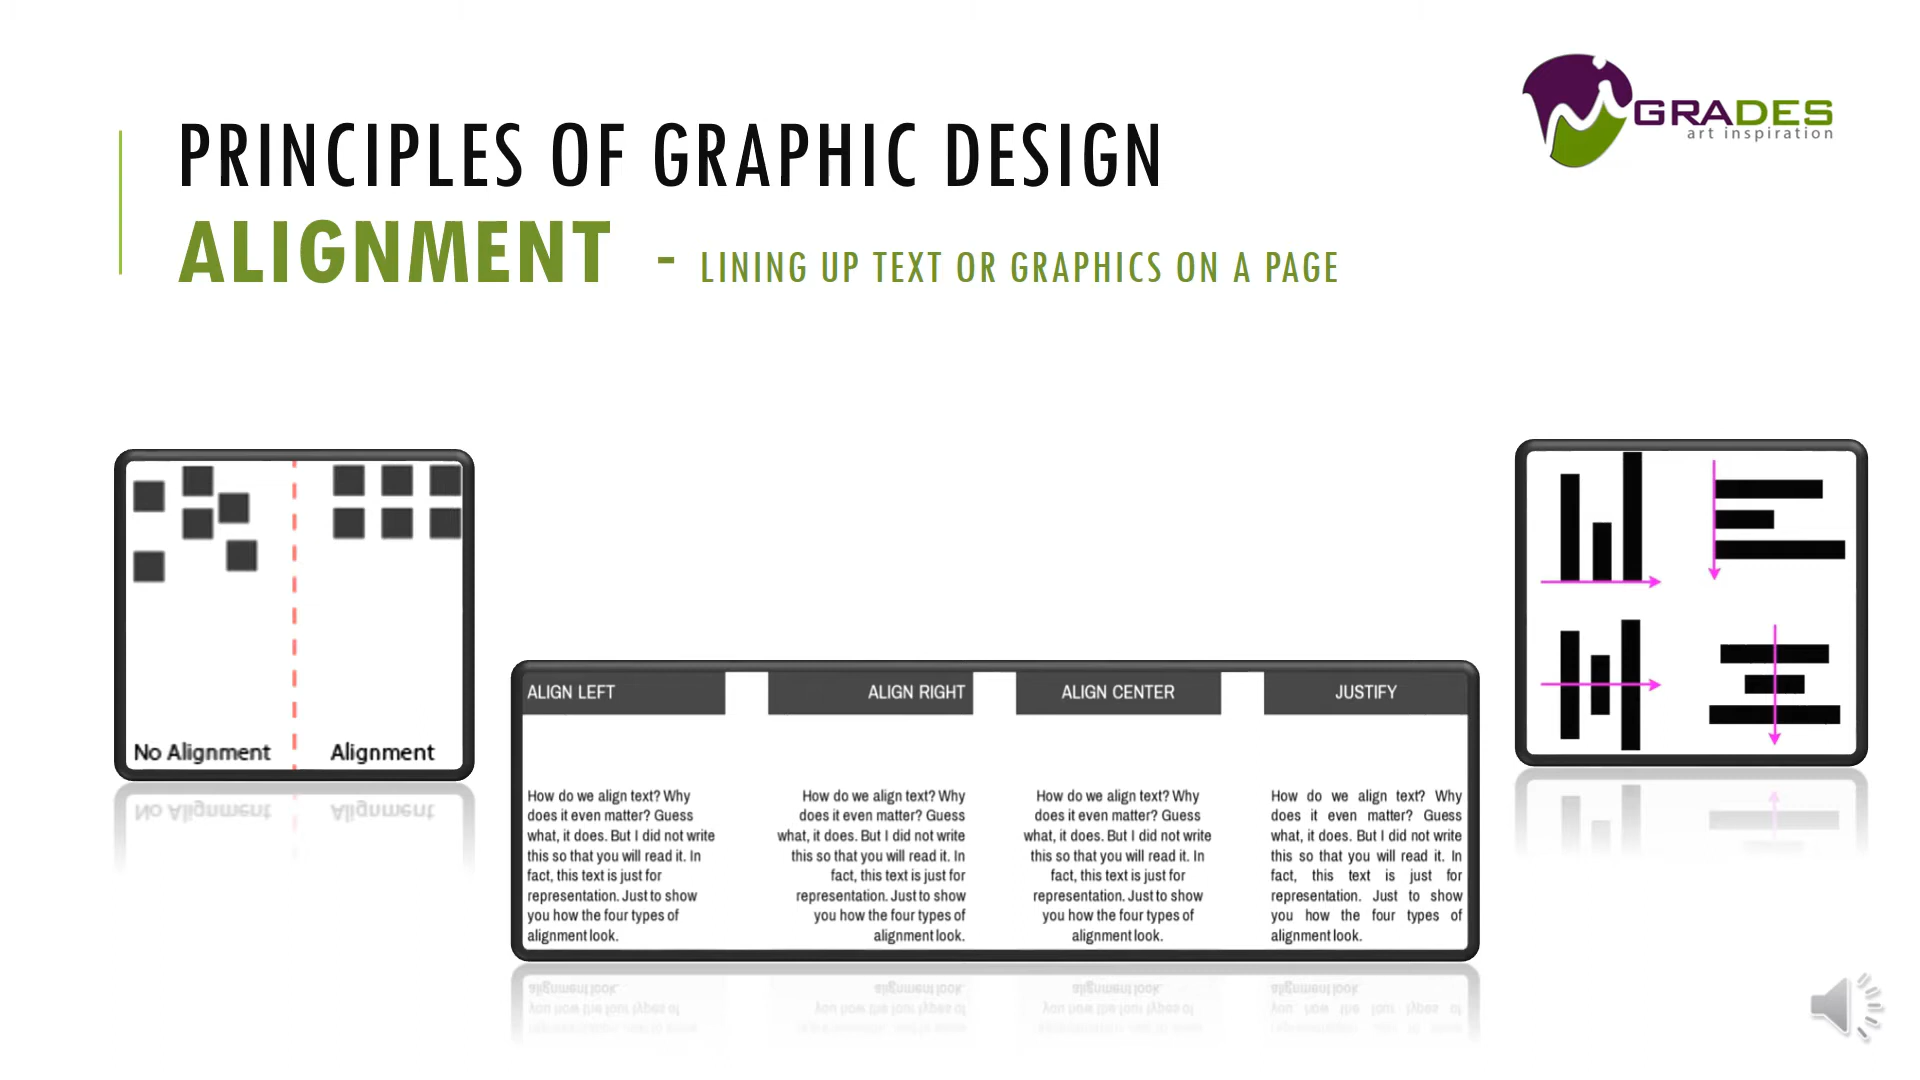 PRINCIPLES OF GRAPHIC DESIGN
ALIGNMENT - LINING UP TEXT OR GRAPHICS ON A PAGE
GRADES
art inspiration
No Alignment
Alignment
ALIGN LEFT
How do we align text? Why
does it even matter? Guess
what, it does. But I did not write
this so that you will read it. In
fact, this text is just for
representation. Just to show
you how the four types of
alignment look.
ALIGN RIGHT
How do we align text? Why
does it even matter? Guess
what, it does. But I did not write
this so that you will read it. In
fact, this text is just for
representation. Just to show
you how the four types of
alignment look.
ALIGN CENTER
How do we align text? Why
does it even matter? Guess
what, it does. But I did not write
this so that you will read it. In
fact, this text is just for
representation. Just to show
you how the four types of
alignment look.
JUSTIFY
How do we align text? Why
does it even matter? Guess
what, it does. But I did not write
this so that you will read it. In
fact, this text is just for
representation. Just to show
you how the four types of
alignment look.